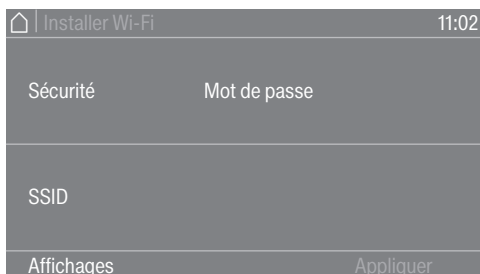 Installer Wi-Fi 11:02
Sécurité Mot de passe
SSID
Affichages Appliquer